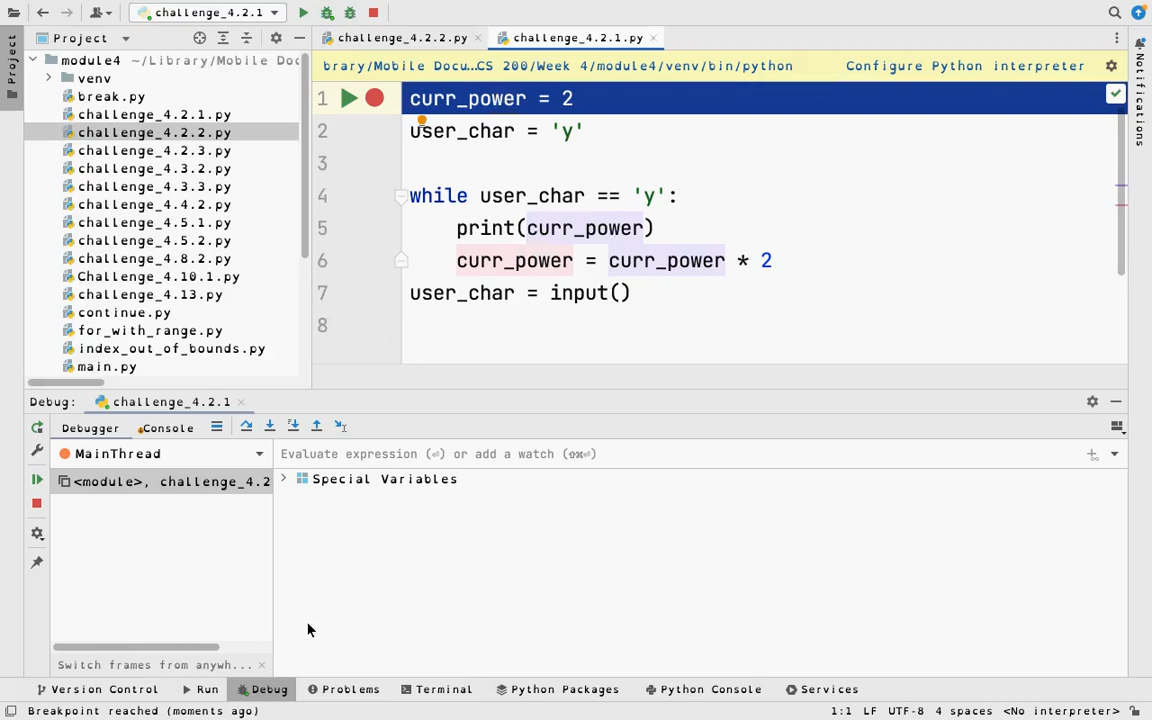 challenge_4.2.1
Project
challenge_4.2.2.py
challenge_4.2.1.py
module4 ~/Library/Mobile Doc
brary/Mobile Docu...CS 200/Week 4/module4/venv/bin/python
Configure Python interpreter
venv
break.py
challenge_4.2.1.py
challenge_4.2.2.py
challenge_4.2.3.py
challenge_4.3.2.py
challenge_4.3.3.py
challenge_4.4.2.py
challenge_4.5.1.py
challenge_4.5.2.py
challenge_4.8.2.py
Challenge_4.10.1.py
challenge_4.13.py
continue.py
for_with_range.py
index_out_of_bounds.py
main.py
1 curr_power = 2
2 user_char = 'y'
3
4 while user_char == 'y':
5 print(curr_power)
6 curr_power = curr_power * 2
7 user_char = input()
8
Project
Notifications
Debug: challenge_4.2.1
Debugger
Console
MainThread
Evaluate expression (⏎) or add a watch (⇧⌘⏎)
<module>, challenge_4.2
Special Variables
Switch frames from anywh...
Version Control
Run
Debug
Problems
Terminal
Python Packages
Python Console
Services
Breakpoint reached (moments ago)
1:1 LF UTF-8 4 spaces <No interpreter>